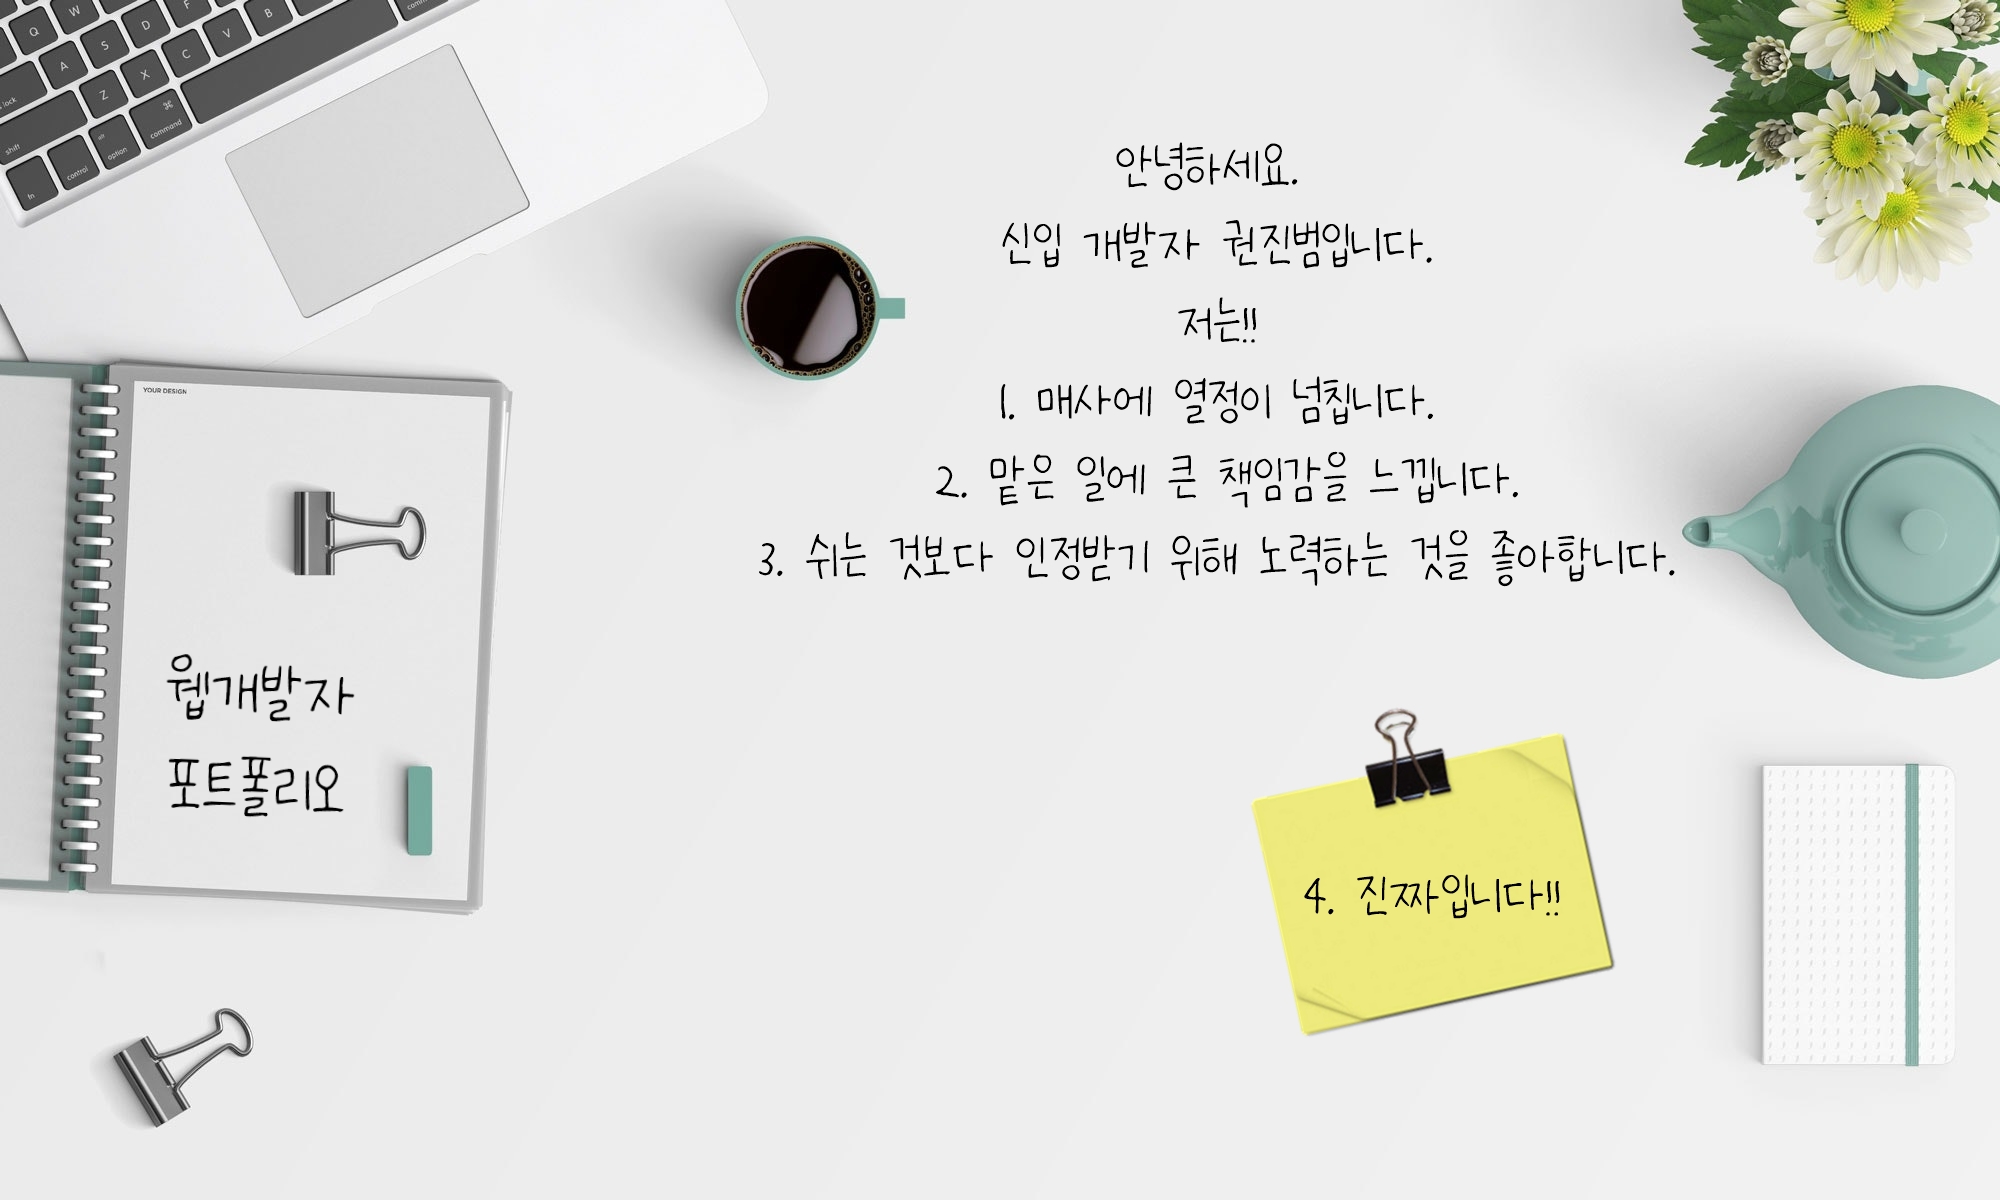 Q W
A S D F
Z X C V B
lock
shift
fn control alt option ⌘ command
YOUR DESIGN
웹개발자
포트폴리오
안녕하세요.
신입 개발자 권진범입니다.
저는!!
1. 매사에 열정이 넘칩니다.
2. 맡은 일에 큰 책임감을 느낍니다.
3. 쉬는 것보다 인정받기 위해 노력하는 것을 좋아합니다.
4. 진짜입니다!!